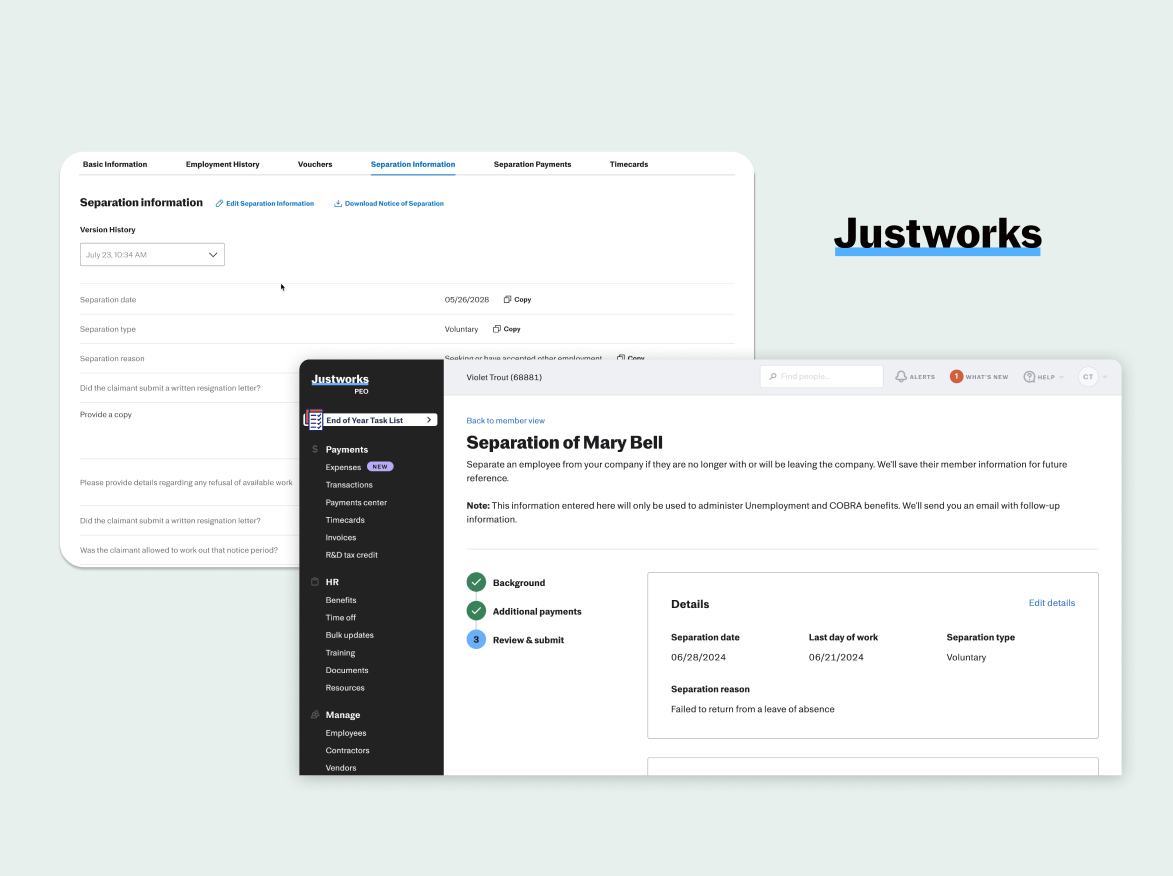 Basic Information Employment History Vouchers Separation Information Separation Payments Timecards
Separation information Edit Separation Information Download Notice of Separation
Version History
July 23, 10:34 AM
Separation date 05/26/2028 Copy
Separation type Voluntary Copy
Separation reason Seeking or have accepted other employment Copy
Did the claimant submit a written resignation letter?
Provide a copy
Please provide details regarding any refusal of available work
Did the claimant submit a written resignation letter?
Was the claimant allowed to work out that notice period?
Justworks
Justworks
PEO
End of Year Task List
Payments
Expenses NEW
Transactions
Payments center
Timecards
Invoices
R&D tax credit
HR
Benefits
Time off
Bulk updates
Training
Documents
Resources
Manage
Employees
Contractors
Vendors
Violet Trout (68881) Find people... ALERTS 1 WHAT'S NEW HELP CT
Back to member view
Separation of Mary Bell
Separate an employee from your company if they are no longer with or will be leaving the company. We'll save their member information for future
reference.
Note: This information entered here will only be used to administer Unemployment and COBRA benefits. We'll send you an email with follow-up
information.
Background
Additional payments
3 Review & submit
Details Edit details
Separation date Last day of work Separation type
06/28/2024 06/21/2024 Voluntary
Separation reason
Failed to return from a leave of absence